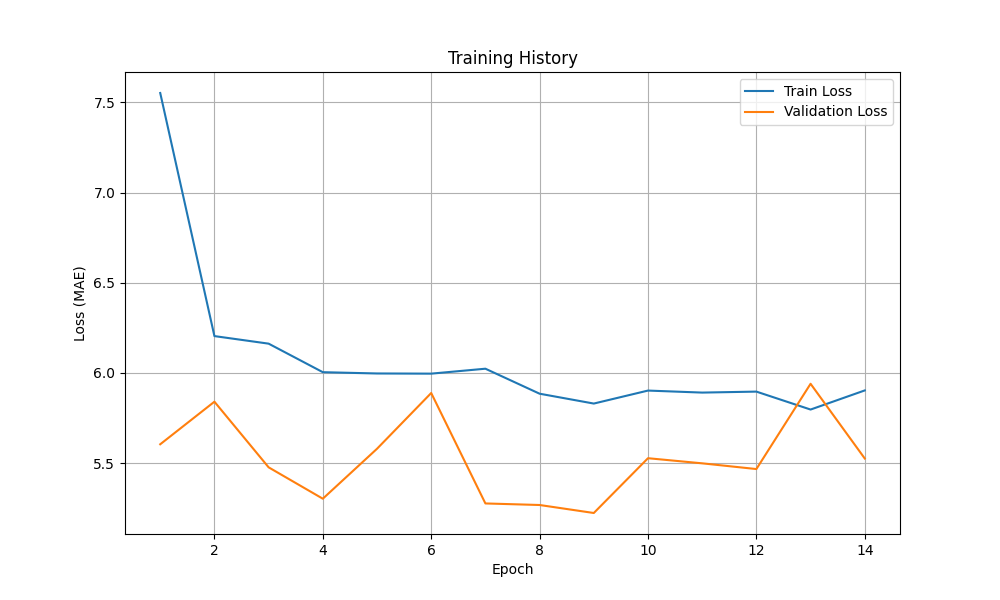 Training History
Train Loss
Validation Loss
7.5
7.0
6.5
6.0
5.5
Loss (MAE)
2 4 6 8 10 12 14
Epoch